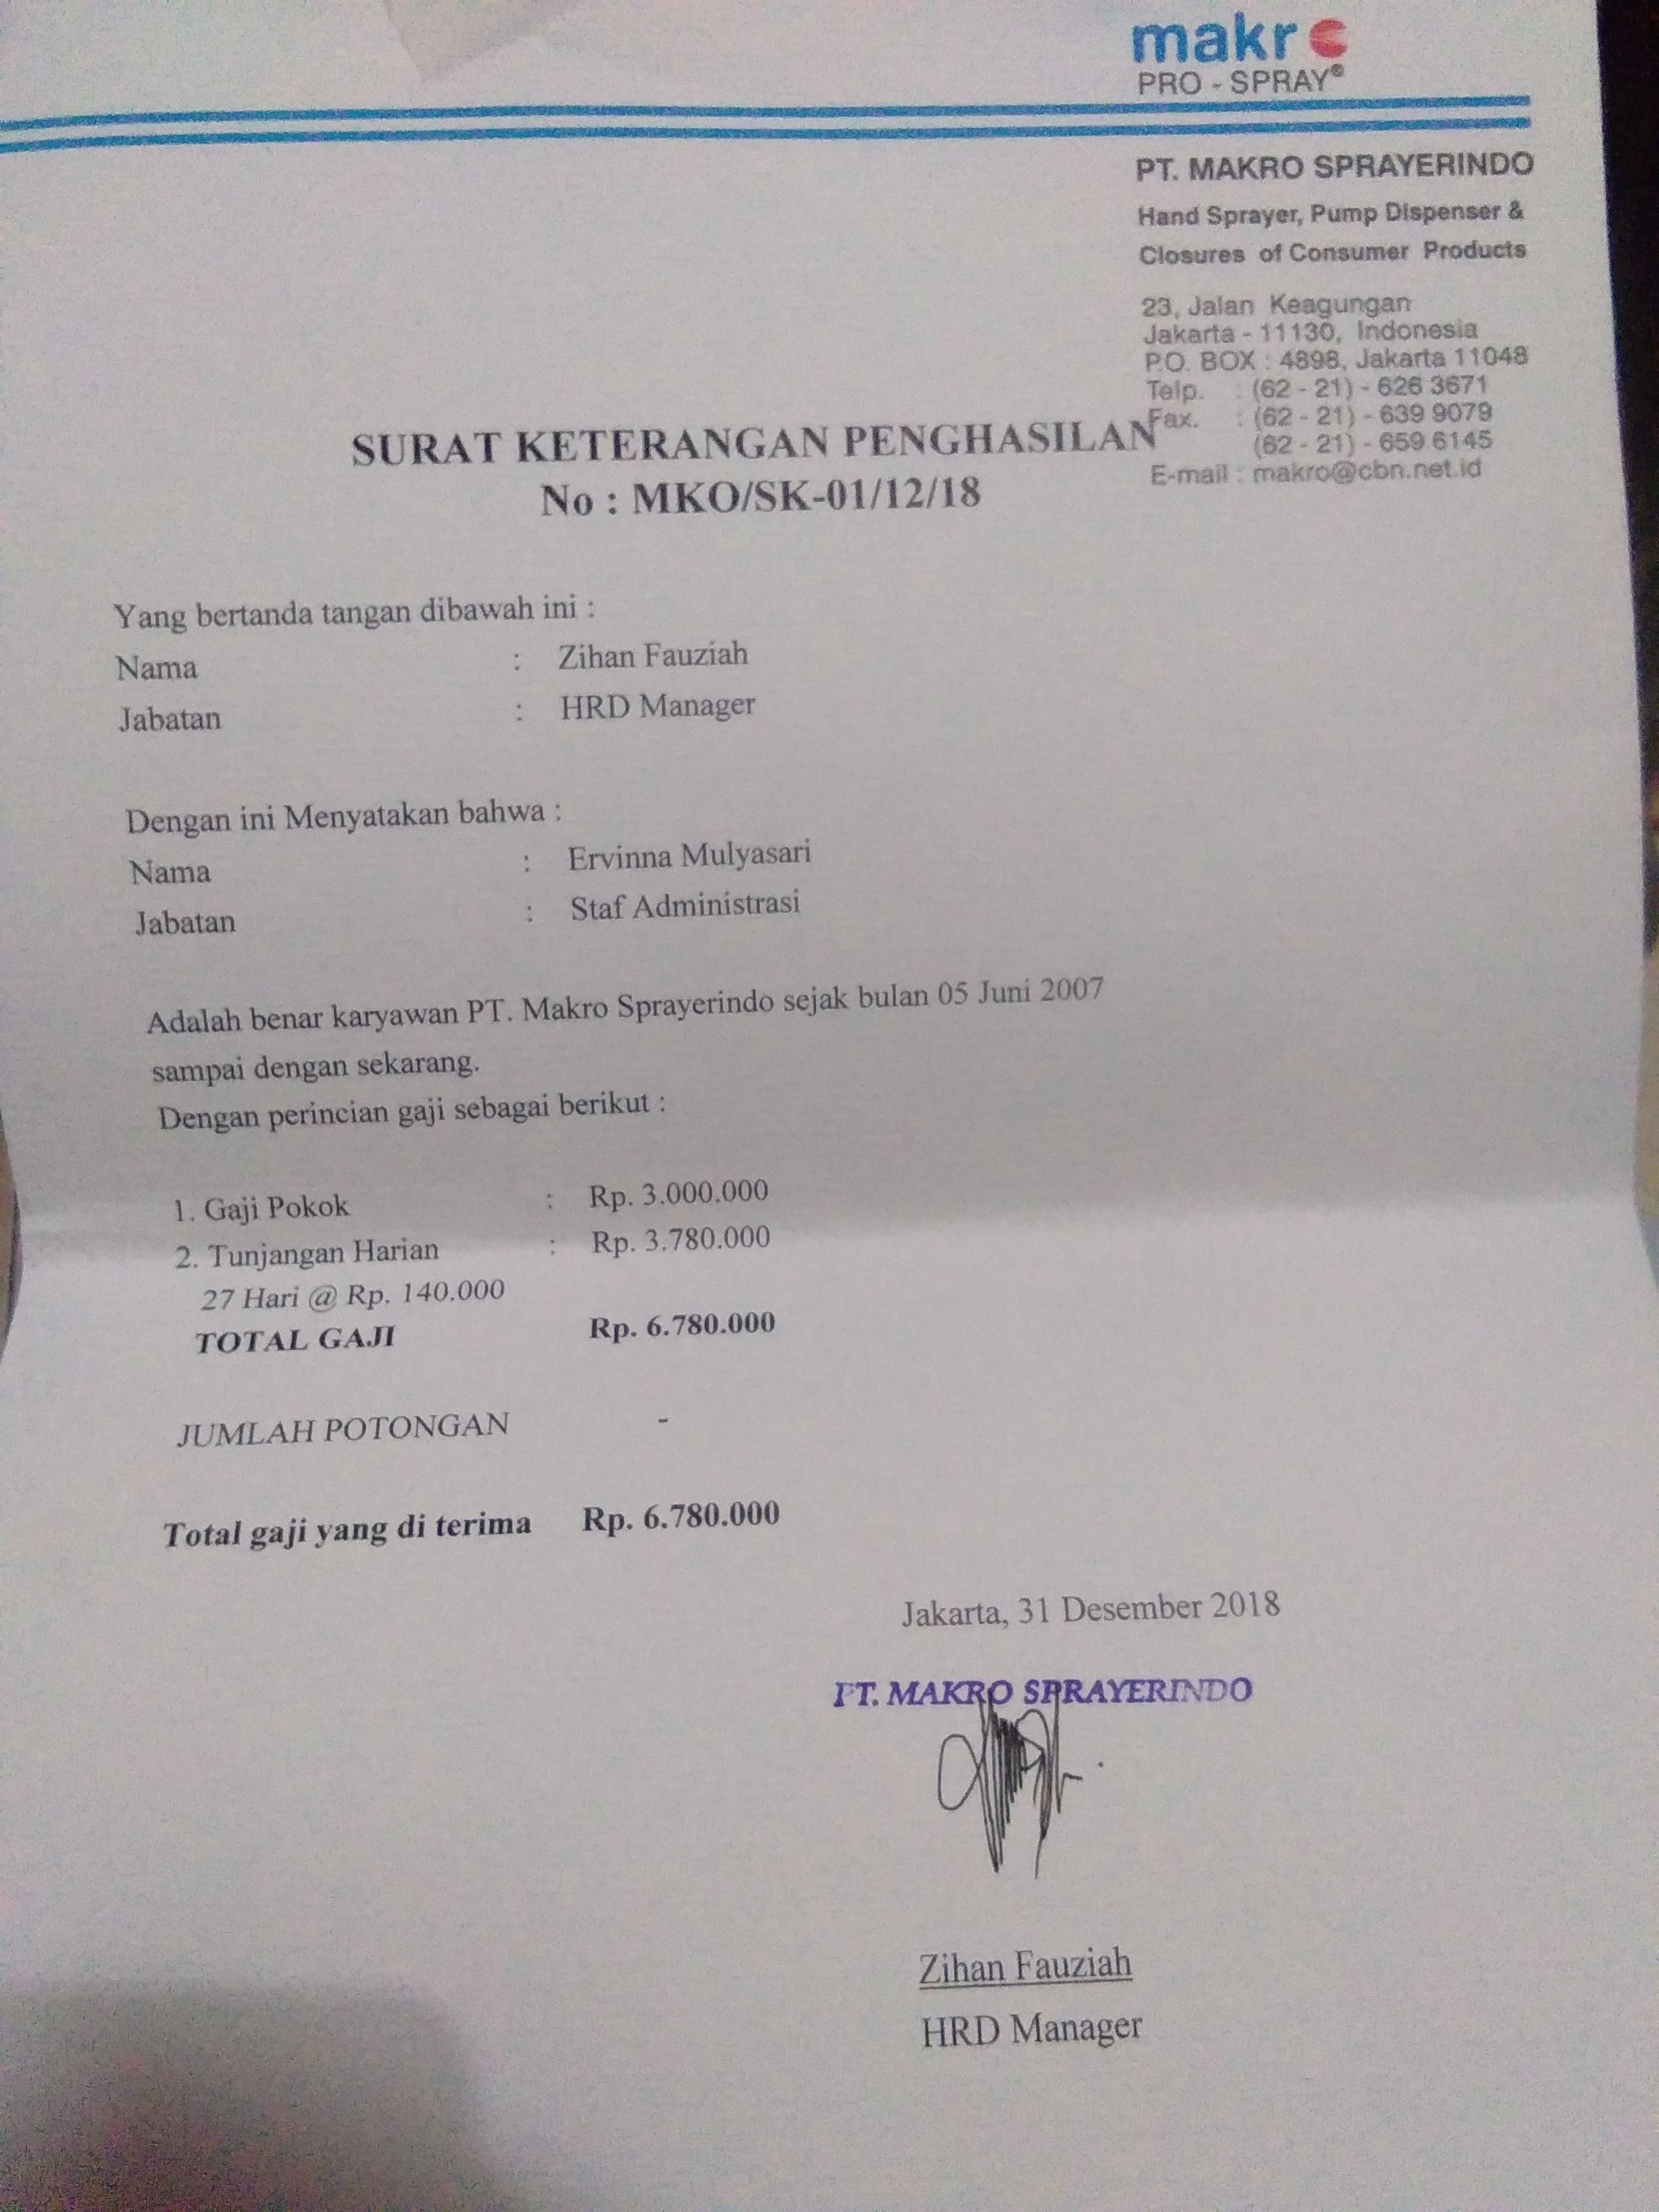 makro
PRO - SPRAY®
PT. MAKRO SPRAYERINDO
Hand Sprayer, Pump Dispenser &
Closures of Consumer Products
23, Jalan Keagungan
Jakarta - 11130, Indonesia
P.O. BOX : 4898, Jakarta 11048
Telp. : (62 - 21) - 626 3671
Fax. : (62 - 21) - 639 9079
(62 - 21) - 659 6145
E-mail : makro@cbn.net.id
SURAT KETERANGAN PENGHASILAN
No : MKO/SK-01/12/18
Yang bertanda tangan dibawah ini :
Nama : Zihan Fauziah
Jabatan : HRD Manager
Dengan ini Menyatakan bahwa :
Nama : Ervinna Mulyasari
Jabatan : Staf Administrasi
Adalah benar karyawan PT. Makro Sprayerindo sejak bulan 05 Juni 2007
sampai dengan sekarang.
Dengan perincian gaji sebagai berikut :
1. Gaji Pokok : Rp. 3.000.000
2. Tunjangan Harian : Rp. 3.780.000
27 Hari @ Rp. 140.000
TOTAL GAJI Rp. 6.780.000
JUMLAH POTONGAN -
Total gaji yang di terima Rp. 6.780.000
Jakarta, 31 Desember 2018
PT. MAKRO SPRAYERINDO
Zihan Fauziah
HRD Manager